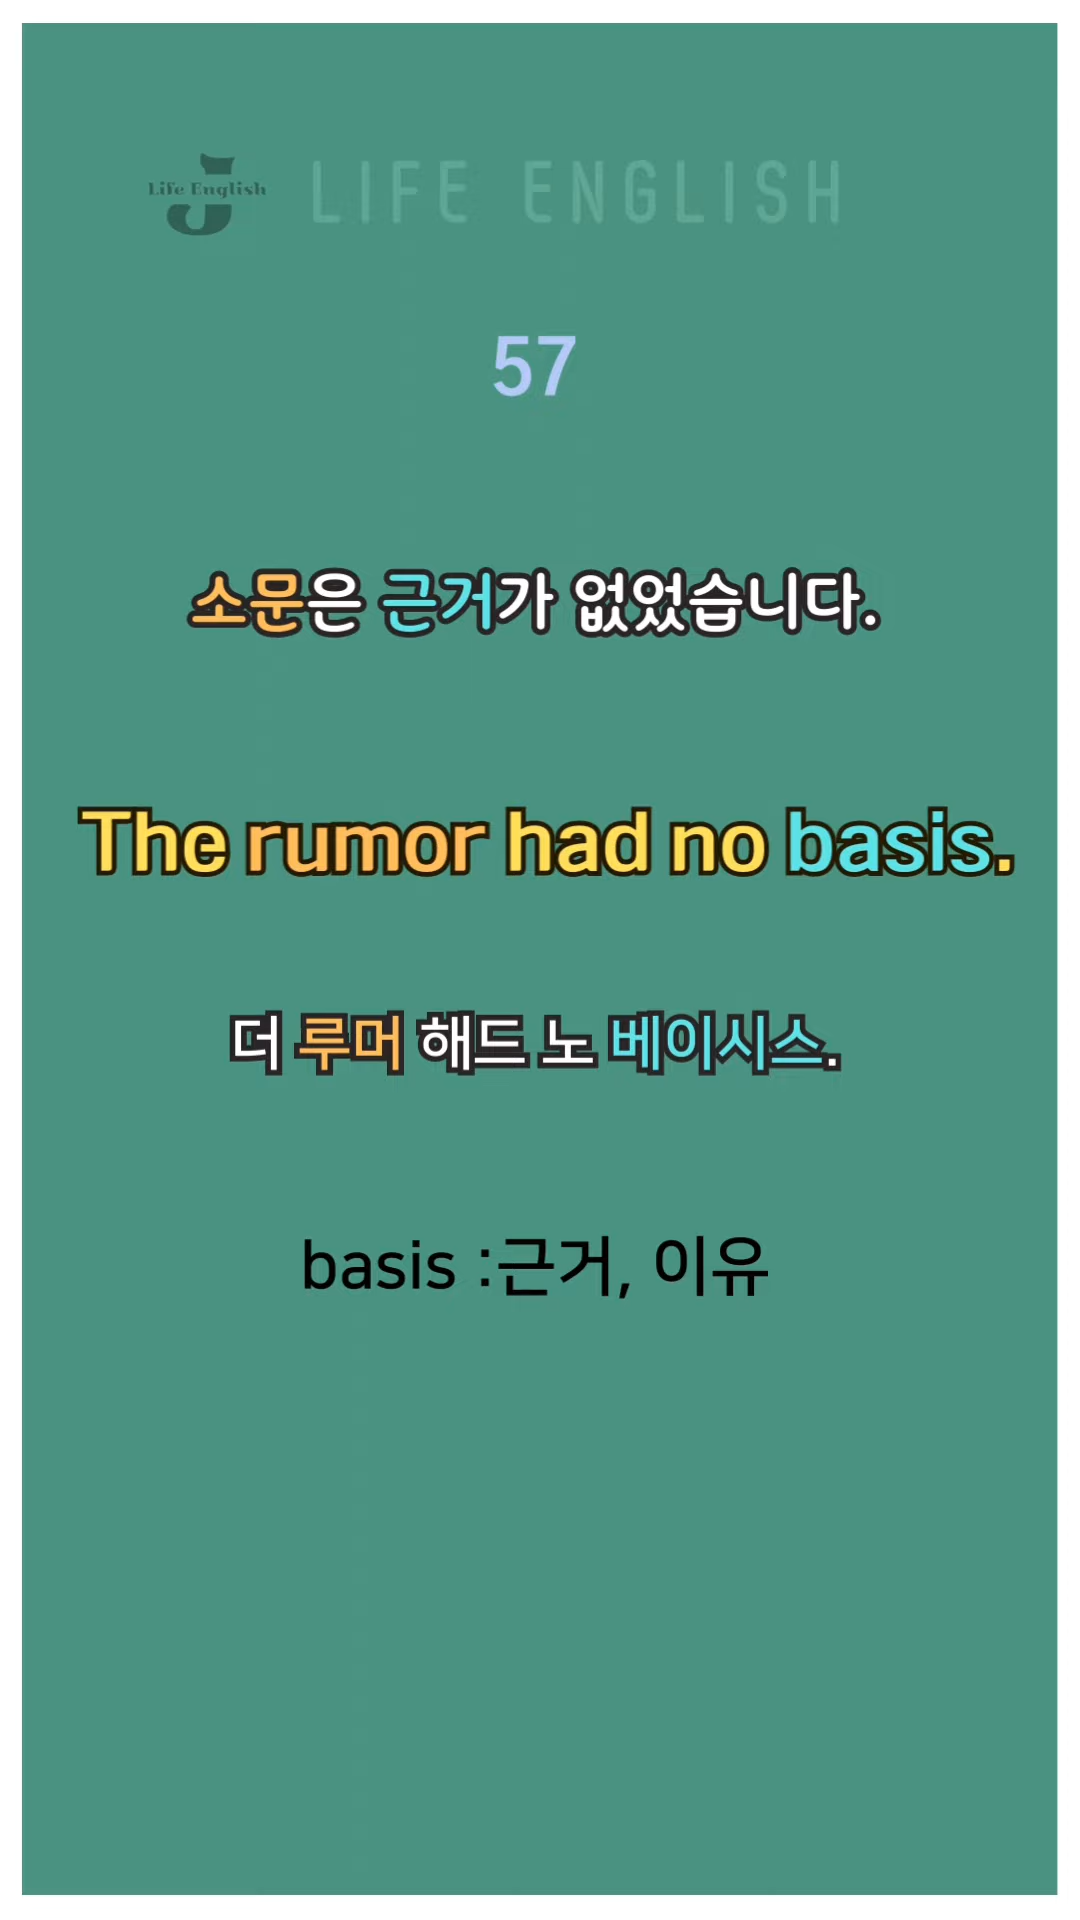 Life English
LIFE ENGLISH
57
소문은 근거가 없었습니다.
The rumor had no basis.
더 루머 해드 노 베이시스.
basis :근거, 이유